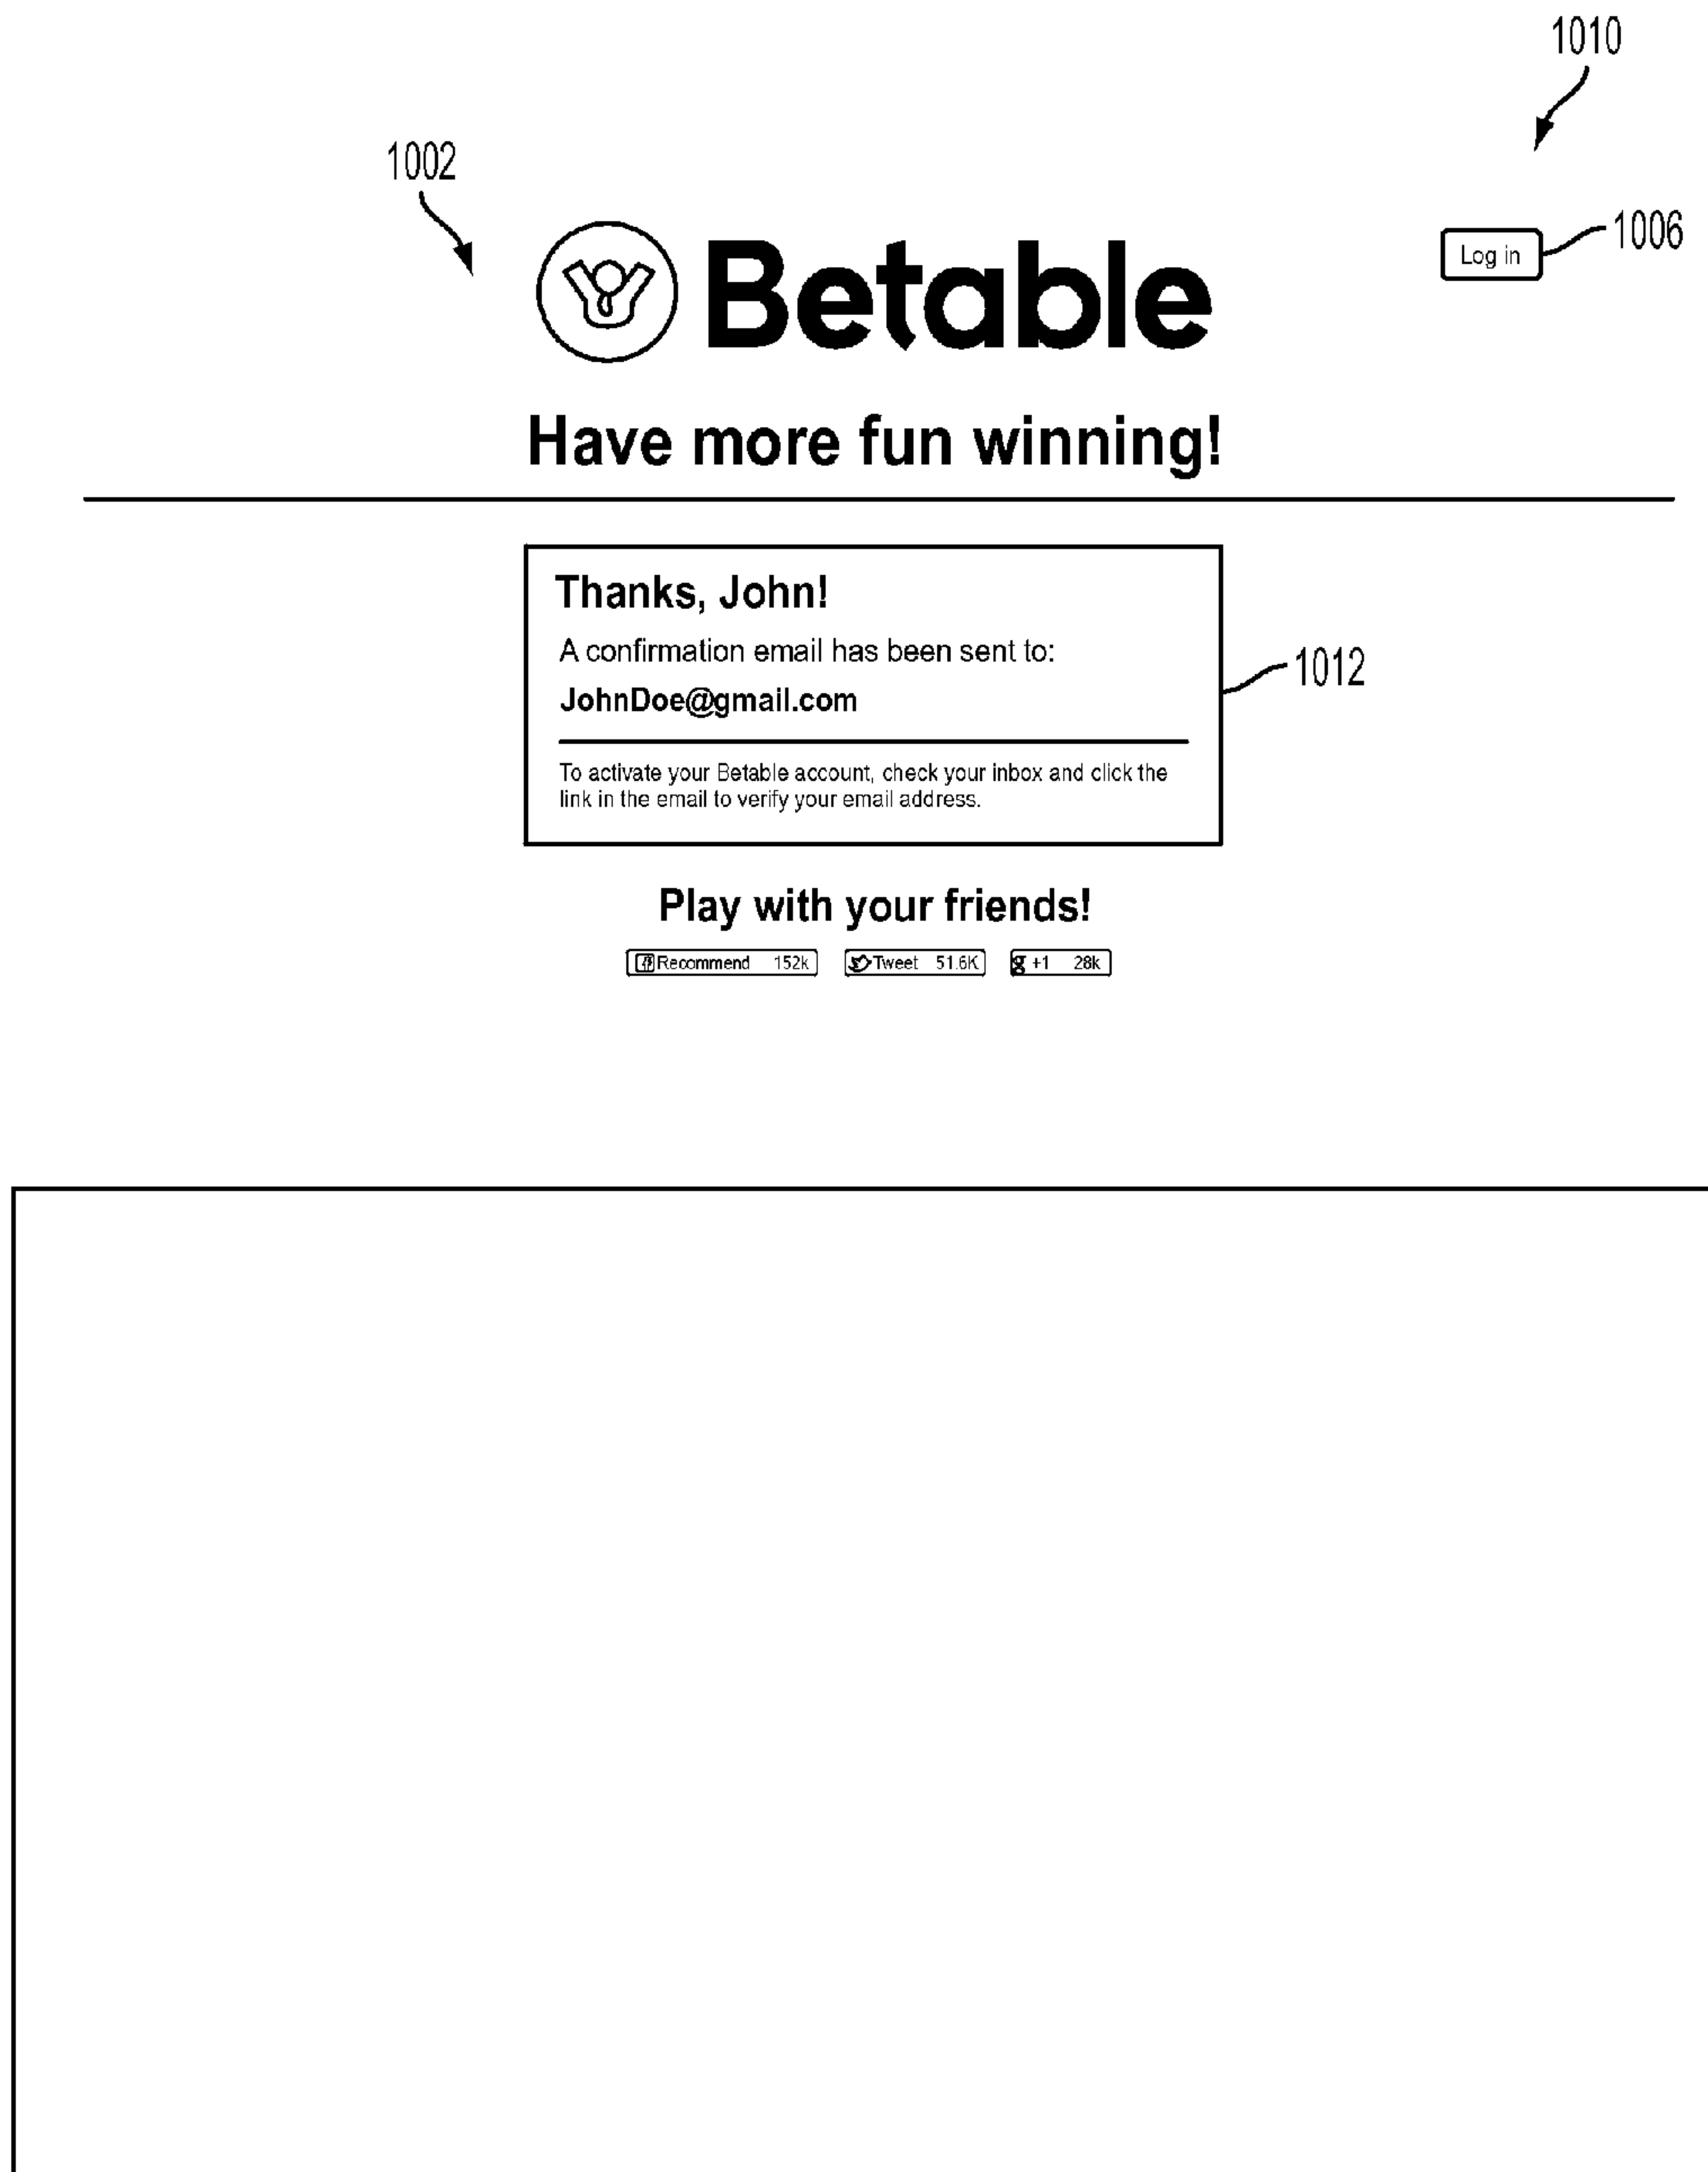 1010
1002
Betable
Log in
1006
Have more fun winning!
Thanks, John!
A confirmation email has been sent to:
JohnDoe@gmail.com
1012
To activate your Betable account, check your inbox and click the
link in the email to verify your email address.
Play with your friends!
Recommend 152k Tweet 51.6K g +1 28k